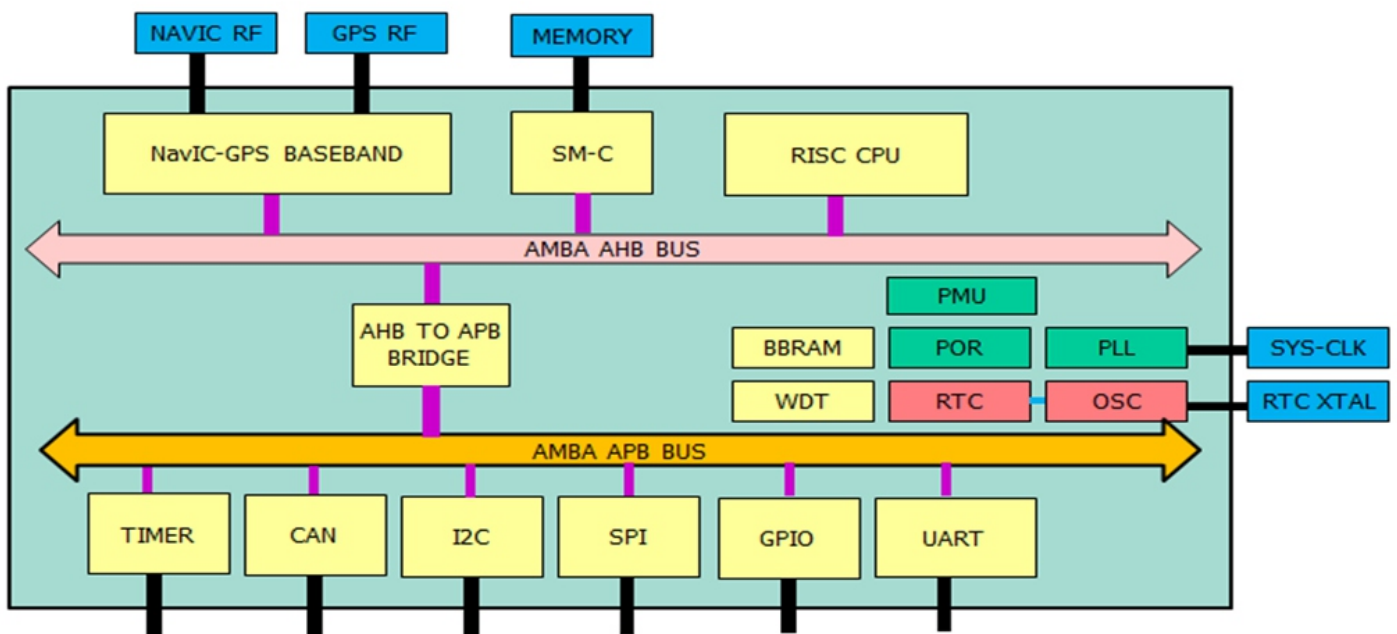 NAVIC RF
GPS RF
MEMORY
NavIC-GPS BASEBAND
SM-C
RISC CPU
AMBA AHB BUS
AHB TO APB
BRIDGE
PMU
BBRAM
POR
PLL
SYS-CLK
WDT
RTC
OSC
RTC XTAL
AMBA APB BUS
TIMER
CAN
I2C
SPI
GPIO
UART